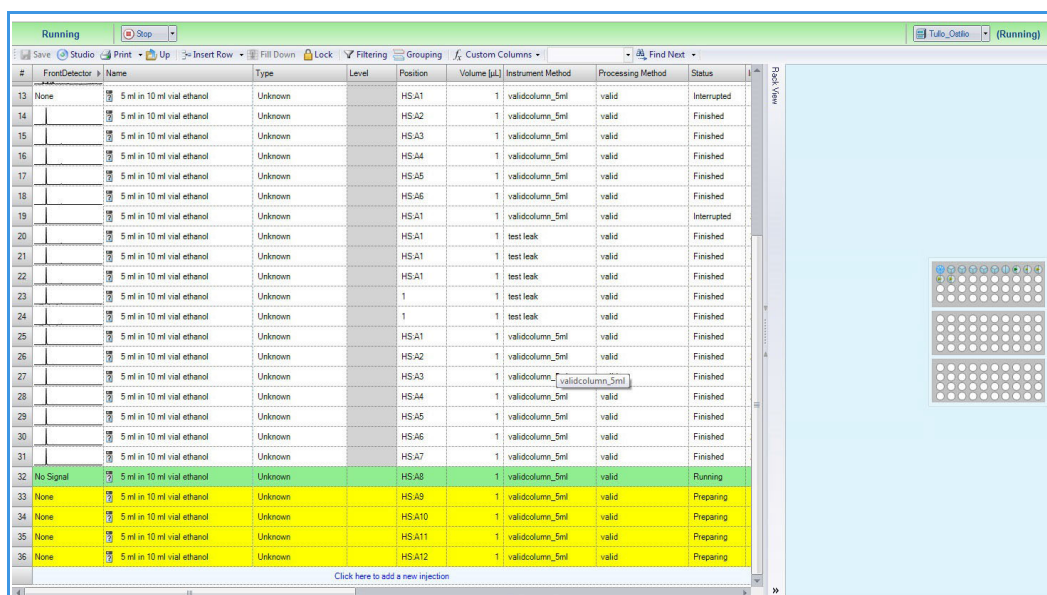 Running Stop Tullo_Ostilio (Running)
Save Studio Print Up Insert Row Fill Down Lock Filtering Grouping Custom Columns Find Next
# FrontDetector Name Type Level Position Volume [µL] Instrument Method Processing Method Status
13 None 5 ml in 10 ml vial ethanol Unknown HS:A1 1 validcolumn_5ml valid Interrupted
14 5 ml in 10 ml vial ethanol Unknown HS:A2 1 validcolumn_5ml valid Finished
15 5 ml in 10 ml vial ethanol Unknown HS:A3 1 validcolumn_5ml valid Finished
16 5 ml in 10 ml vial ethanol Unknown HS:A4 1 validcolumn_5ml valid Finished
17 5 ml in 10 ml vial ethanol Unknown HS:A5 1 validcolumn_5ml valid Finished
18 5 ml in 10 ml vial ethanol Unknown HS:A6 1 validcolumn_5ml valid Finished
19 5 ml in 10 ml vial ethanol Unknown HS:A1 1 validcolumn_5ml valid Interrupted
20 5 ml in 10 ml vial ethanol Unknown HS:A1 1 test leak valid Finished
21 5 ml in 10 ml vial ethanol Unknown HS:A1 1 test leak valid Finished
22 5 ml in 10 ml vial ethanol Unknown HS:A1 1 test leak valid Finished
23 5 ml in 10 ml vial ethanol Unknown 1 1 test leak valid Finished
24 5 ml in 10 ml vial ethanol Unknown 1 1 test leak valid Finished
25 5 ml in 10 ml vial ethanol Unknown HS:A1 1 validcolumn_5ml valid Finished
26 5 ml in 10 ml vial ethanol Unknown HS:A2 1 validcolumn_5ml valid Finished
27 5 ml in 10 ml vial ethanol Unknown HS:A3 1 validcolumn_ Finished
validcolumn_5ml
28 5 ml in 10 ml vial ethanol Unknown HS:A4 1 validcolumn_5ml valid Finished
29 5 ml in 10 ml vial ethanol Unknown HS:A5 1 validcolumn_5ml valid Finished
30 5 ml in 10 ml vial ethanol Unknown HS:A6 1 validcolumn_5ml valid Finished
31 5 ml in 10 ml vial ethanol Unknown HS:A7 1 validcolumn_5ml valid Finished
32 No Signal 5 ml in 10 ml vial ethanol Unknown HS:A8 1 validcolumn_5ml valid Running
33 None 5 ml in 10 ml vial ethanol Unknown HS:A9 1 validcolumn_5ml valid Preparing
34 None 5 ml in 10 ml vial ethanol Unknown HS:A10 1 validcolumn_5ml valid Preparing
35 None 5 ml in 10 ml vial ethanol Unknown HS:A11 1 validcolumn_5ml valid Preparing
36 None 5 ml in 10 ml vial ethanol Unknown HS:A12 1 validcolumn_5ml valid Preparing
Click here to add a new injection
Rack View